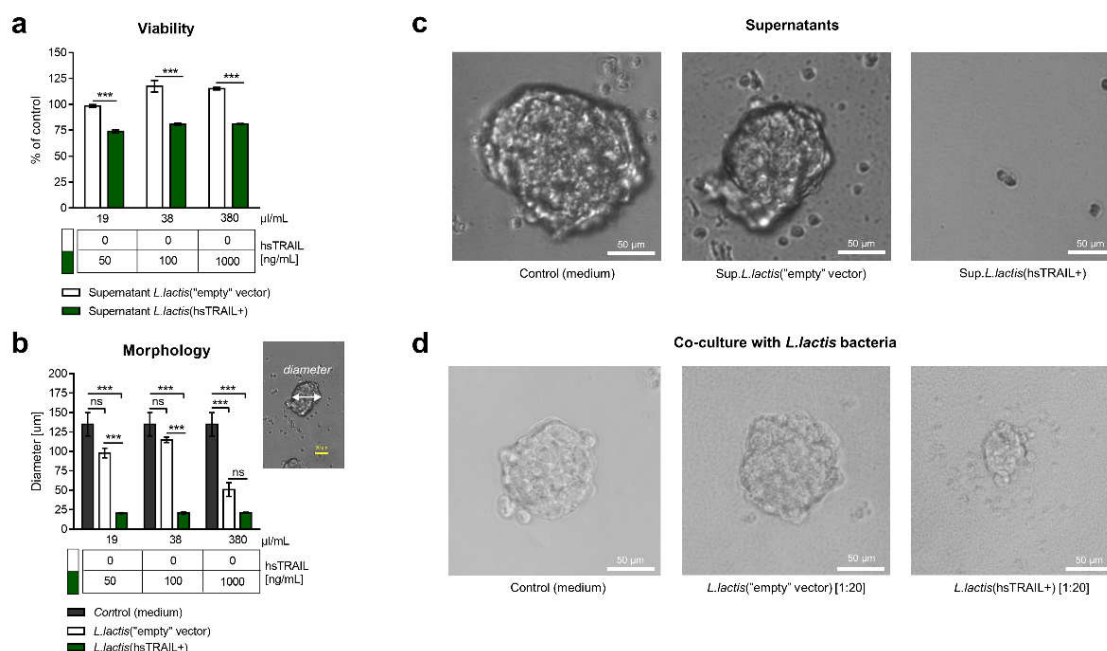 a
Viability
% of control
150
125
100
75
50
25
0
***
***
***
19
38
380
µl/mL
0
0
0
50
100
1000
hsTRAIL
[ng/mL]
Supernatant L.lactis("empty" vector)
Supernatant L.lactis(hsTRAIL+)
b
Morphology
Diameter [um]
200
175
150
125
100
75
50
25
0
***
ns
***
***
ns
***
***
***
ns
diameter
19
38
380
µl/mL
0
0
0
50
100
1000
hsTRAIL
[ng/mL]
Control (medium)
L.lactis("empty" vector)
L.lactis(hsTRAIL+)
c
Supernatants
50 µm
50 µm
50 µm
Control (medium)
Sup.L.lactis("empty" vector)
Sup.L.lactis(hsTRAIL+)
d
Co-culture with L.lactis bacteria
50 µm
50 µm
50 µm
Control (medium)
L.lactis("empty" vector) [1:20]
L.lactis(hsTRAIL+) [1:20]